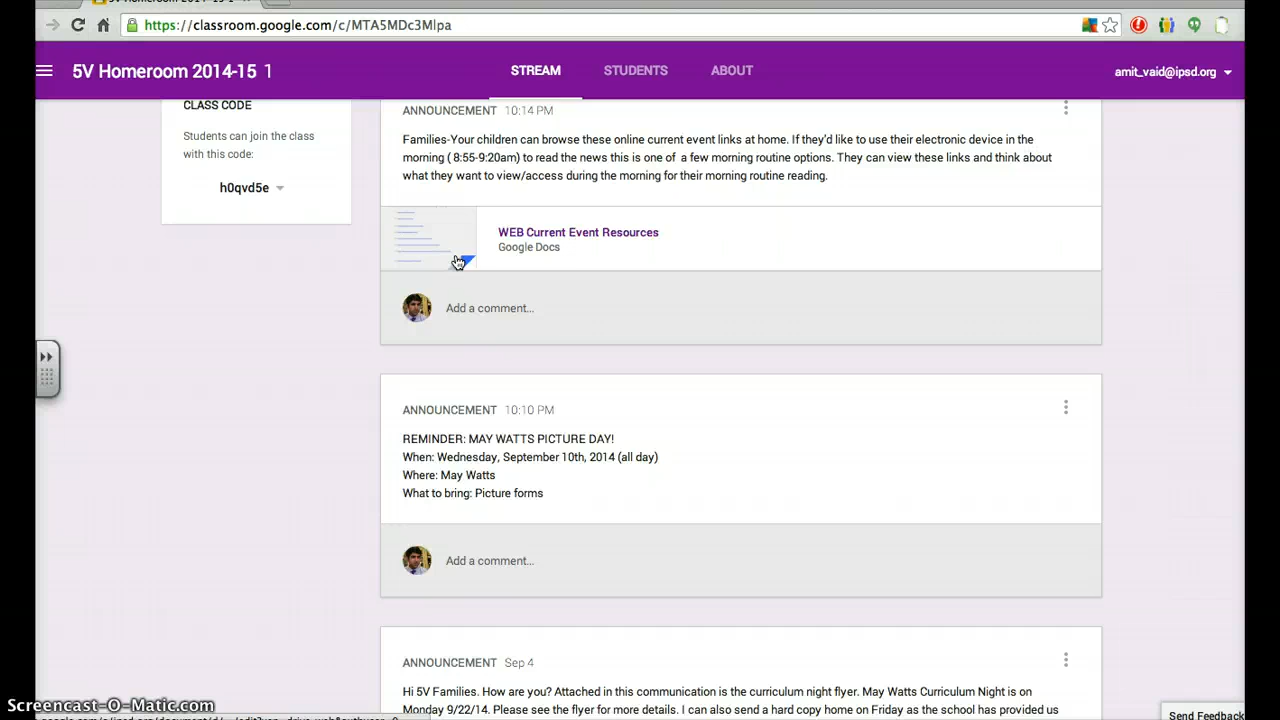 https://classroom.google.com/c/MTA5MDc3Mlpa
5V Homeroom 2014-15 1
STREAM
STUDENTS
ABOUT
amit_vaid@ipsd.org
CLASS CODE
Students can join the class
with this code:
h0qvd5e
ANNOUNCEMENT 10:14 PM
Families-Your children can browse these online current event links at home. If they'd like to use their electronic device in the
morning ( 8:55-9:20am) to read the news this is one of a few morning routine options. They can view these links and think about
what they want to view/access during the morning for their morning routine reading.
WEB Current Event Resources
Google Docs
Add a comment...
ANNOUNCEMENT 10:10 PM
REMINDER: MAY WATTS PICTURE DAY!
When: Wednesday, September 10th, 2014 (all day)
Where: May Watts
What to bring: Picture forms
Add a comment...
ANNOUNCEMENT Sep 4
Hi 5V Families. How are you? Attached in this communication is the curriculum night flyer. May Watts Curriculum Night is on
Monday 9/22/14. Please see the flyer for more details. I can also send a hard copy home on Friday as the school has provided us
Screencast-O-Matic.com
Send Feedback